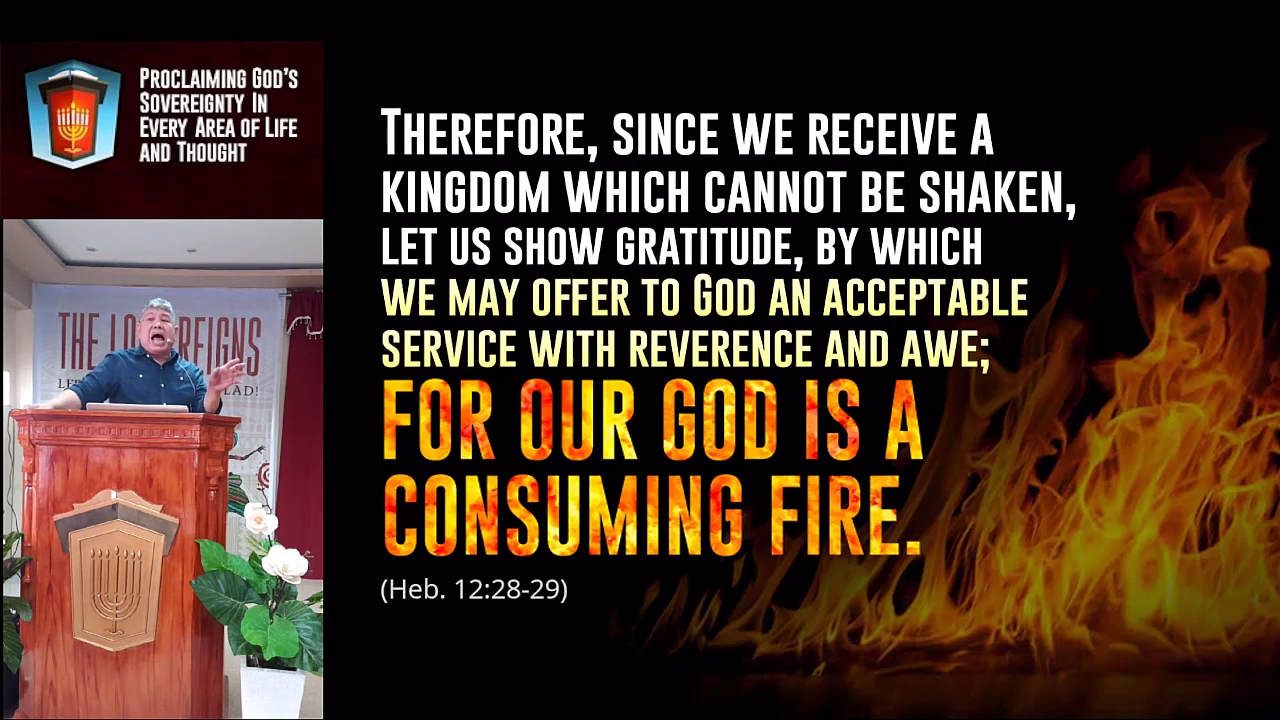 PROCLAIMING GOD'S
SOVEREIGNTY IN
EVERY AREA OF LIFE
AND THOUGHT
THEREFORE, SINCE WE RECEIVE A
KINGDOM WHICH CANNOT BE SHAKEN,
LET US SHOW GRATITUDE, BY WHICH
WE MAY OFFER TO GOD AN ACCEPTABLE
SERVICE WITH REVERENCE AND AWE;
FOR OUR GOD IS A
CONSUMING FIRE.
(Heb. 12:28-29)
THE REIGNS